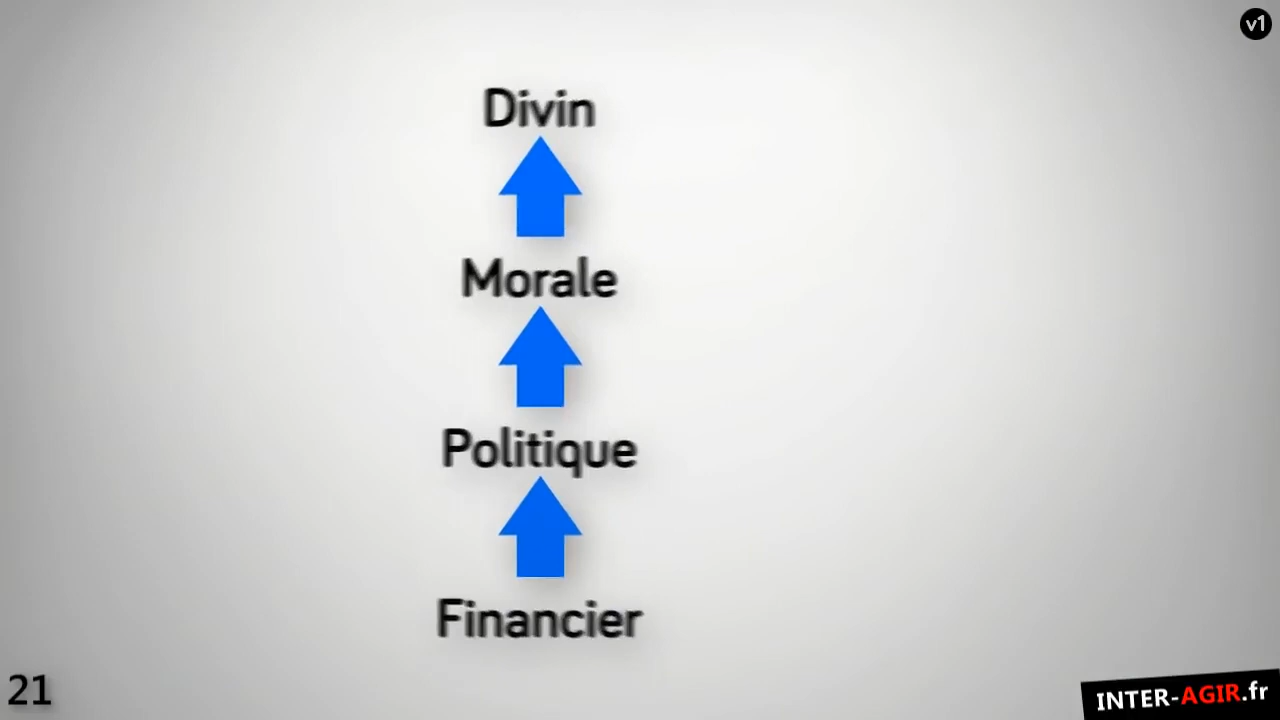 v1
Divin
Morale
Politique
Financier
21
INTER-AGIR.fr